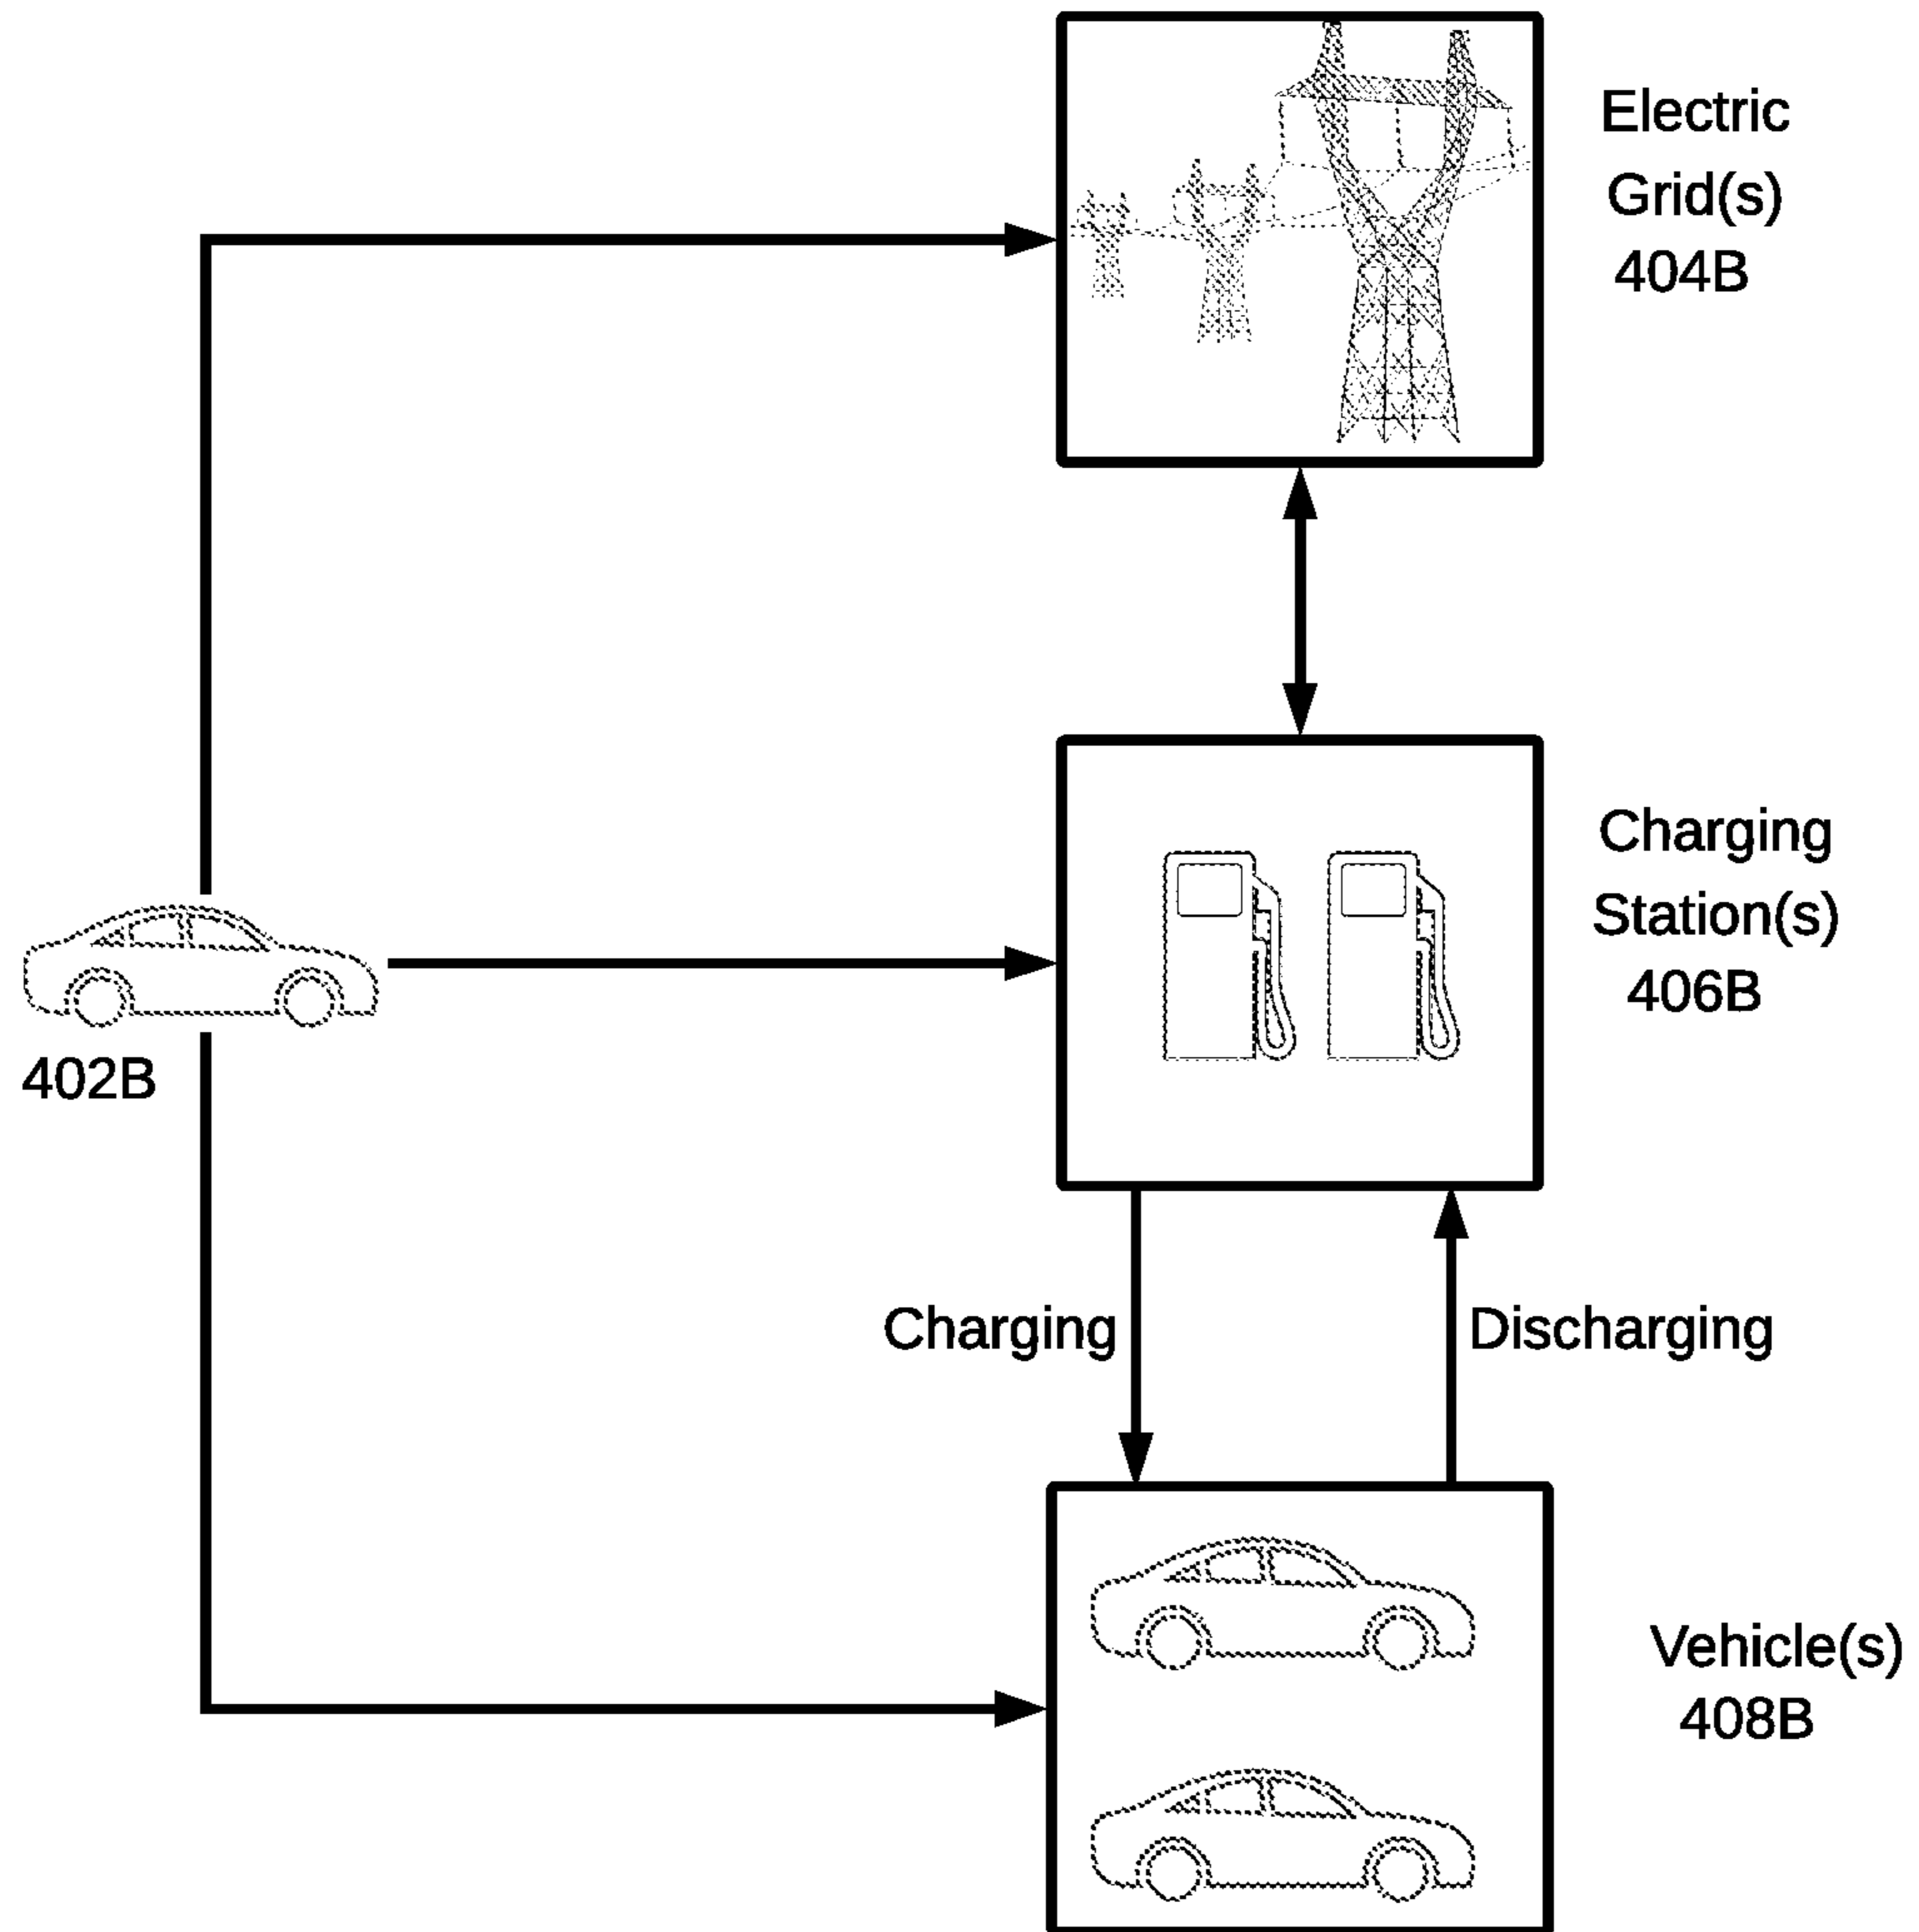 Electric
Grid(s)
404B
Charging
Station(s)
406B
402B
Charging
Discharging
Vehicle(s)
408B